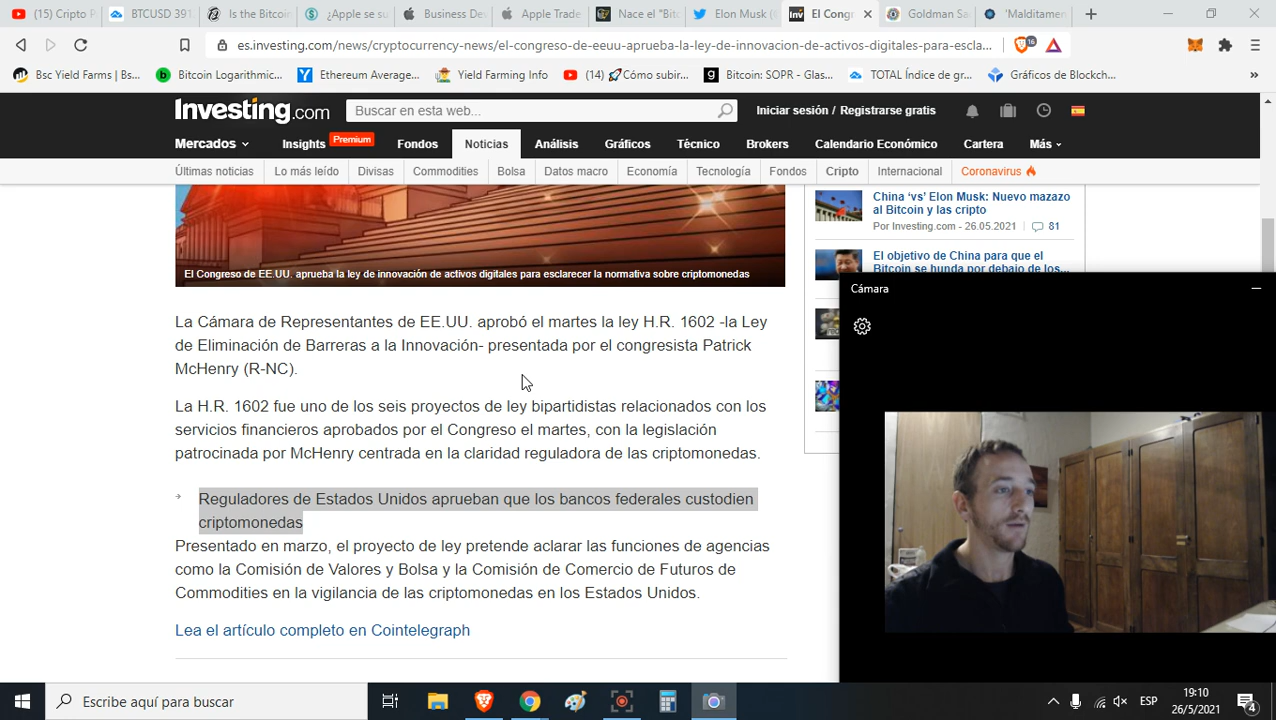 (15) Cripto P
BTCUSD 391
Is the Bitcoin
¿Apple se su
Business De
Apple Trade
Nace el "Bit
Elon Musk (
El Congr
Goldman Sa
'Malditamen
es.investing.com/news/cryptocurrency-news/el-congreso-de-eeuu-aprueba-la-ley-de-innovación-de-activos-digitales-para-escla...
16
Bsc Yield Farms | Bs...
Bitcoin Logarithmic...
Ethereum Average...
Yield Farming Info
(14) 🚀Cómo subir...
Bitcoin: SOPR - Glas...
TOTAL Índice de gr...
Gráficos de Blockch...
»
Investing.com
Buscar en esta web...
Iniciar sesión / Registrarse gratis
Mercados
Insights
Premium
Fondos
Noticias
Análisis
Gráficos
Técnico
Brokers
Calendario Económico
Cartera
Más
Últimas noticias
Lo más leído
Divisas
Commodities
Bolsa
Datos macro
Economía
Tecnología
Fondos
Cripto
Internacional
Coronavirus
El Congreso de EE.UU. aprueba la ley de innovación de activos digitales para esclarecer la normativa sobre criptomonedas
La Cámara de Representantes de EE.UU. aprobó el martes la ley H.R. 1602 -la Ley
de Eliminación de Barreras a la Innovación- presentada por el congresista Patrick
McHenry (R-NC).
La H.R. 1602 fue uno de los seis proyectos de ley bipartidistas relacionados con los
servicios financieros aprobados por el Congreso el martes, con la legislación
patrocinada por McHenry centrada en la claridad reguladora de las criptomonedas.
Reguladores de Estados Unidos aprueban que los bancos federales custodien
criptomonedas
Presentado en marzo, el proyecto de ley pretende aclarar las funciones de agencias
como la Comisión de Valores y Bolsa y la Comisión de Comercio de Futuros de
Commodities en la vigilancia de las criptomonedas en los Estados Unidos.
Lea el artículo completo en Cointelegraph
China 'vs' Elon Musk: Nuevo mazazo
al Bitcoin y las cripto
Por Investing.com - 26.05.2021
81
El objetivo de China para que el
Bitcoin se hunda por debajo de los...
Cámara
Escribe aquí para buscar
ESP
19:10
26/5/2021
4